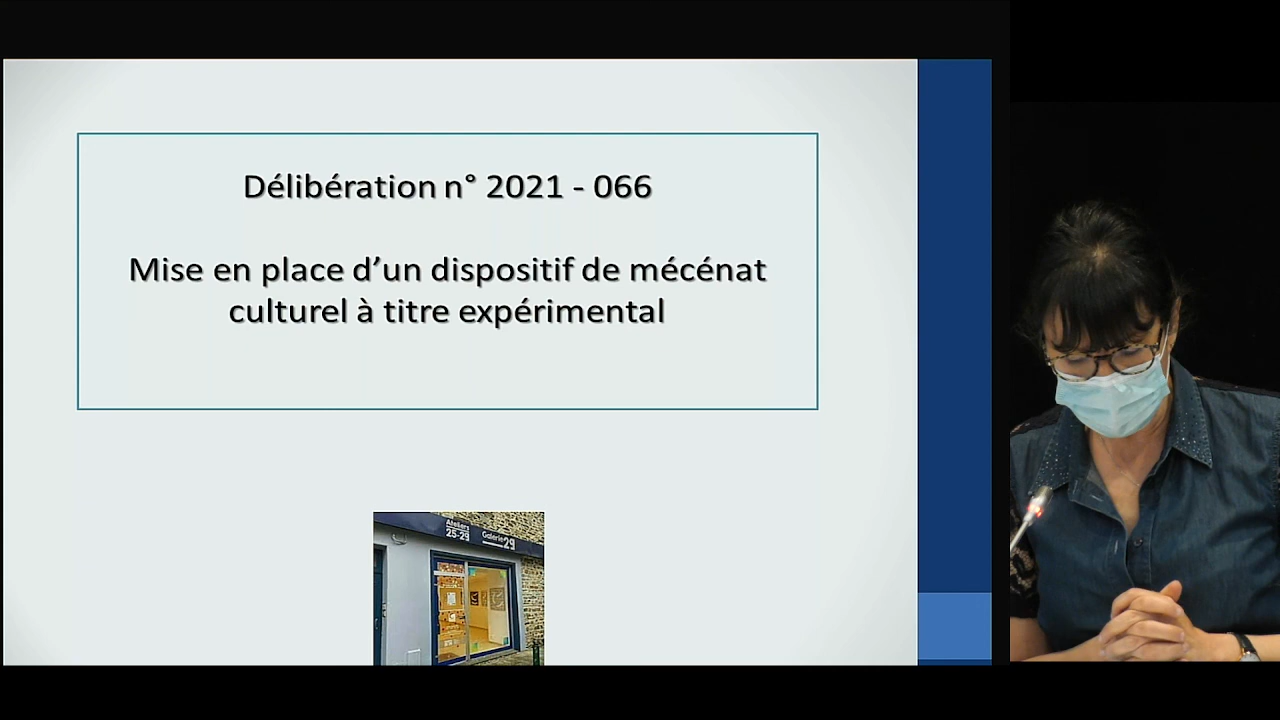 Délibération n° 2021 - 066
Mise en place d’un dispositif de mécénat
culturel à titre expérimental
Ateliers
25-29
Galerie 29